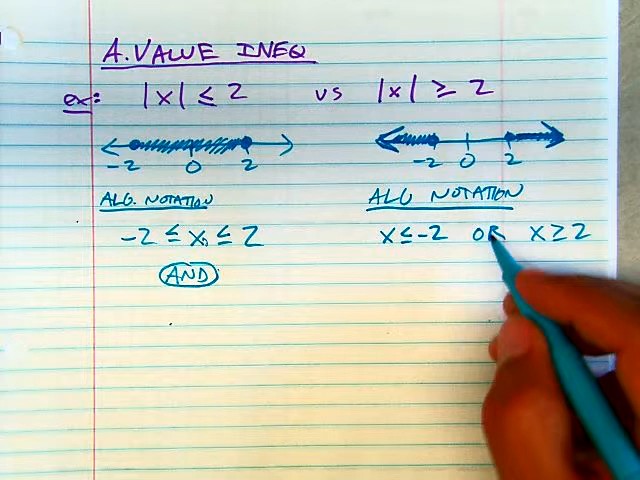 A. VALUE INEQ
ex: |x| ≤ 2 vs |x| ≥ 2
-2 0 2 -2 0 2
ALG. NOTATION ALG NOTATION
-2 ≤ x ≤ 2 x ≤ -2 OR x ≥ 2
AND